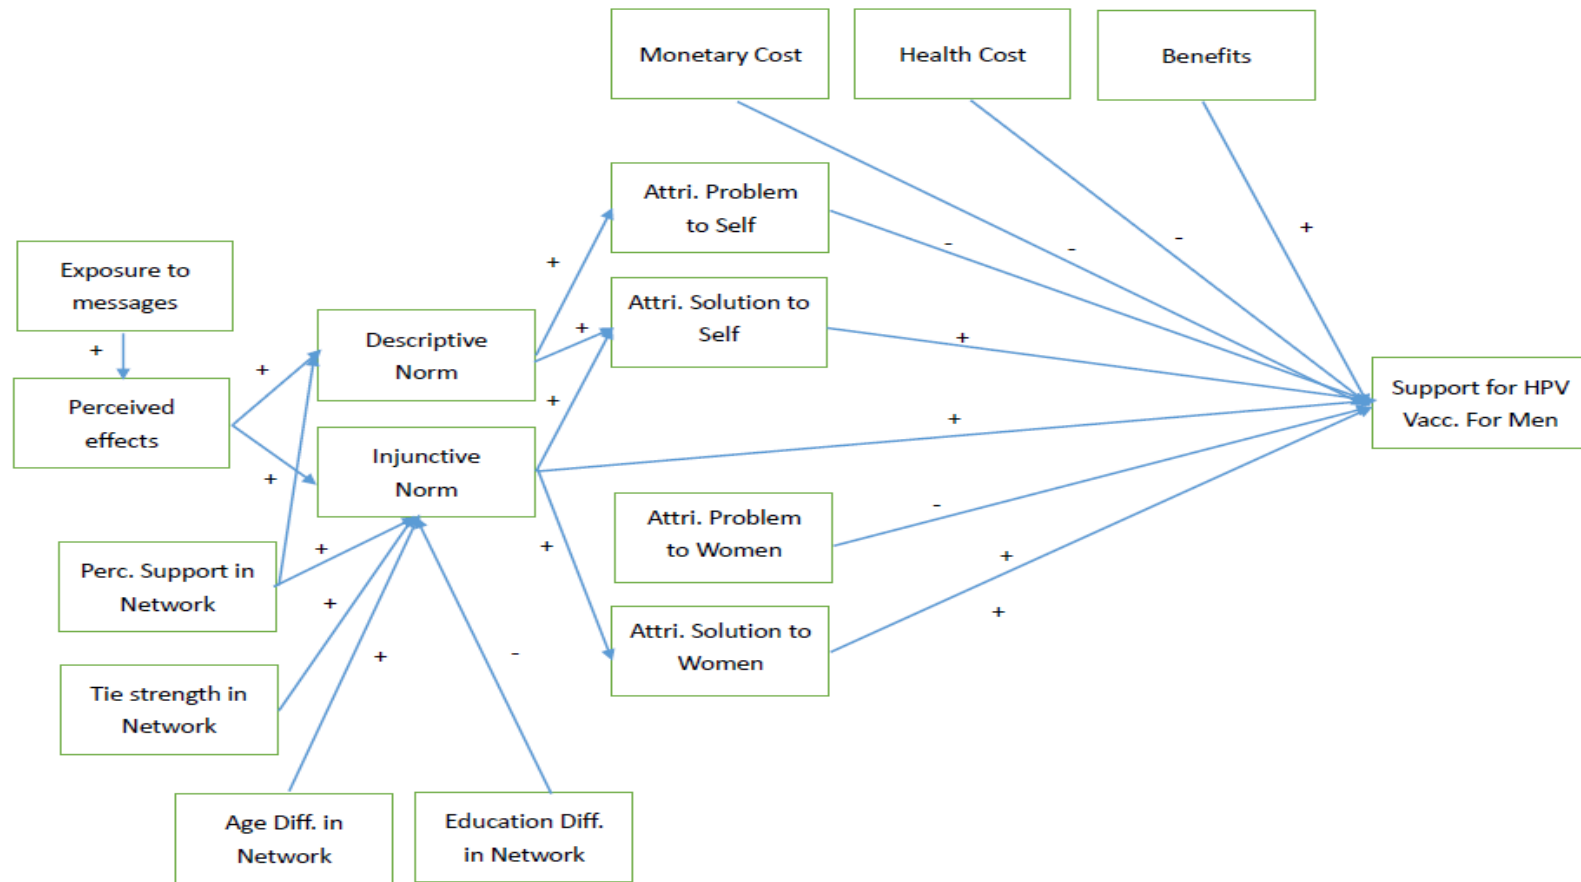 Monetary Cost
Health Cost
Benefits
Attri. Problem
to Self
-
-
-
+
Exposure to
messages
+
Attri. Solution to
Self
+
+
+
Descriptive
Norm
+
Perceived
effects
+
+
Support for HPV
Vacc. For Men
+
Injunctive
Norm
+
Attri. Problem
to Women
-
+
+
+
Perc. Support in
Network
+
+
Attri. Solution to
Women
+
+
-
Tie strength in
Network
Age Diff. in
Network
Education Diff.
in Network